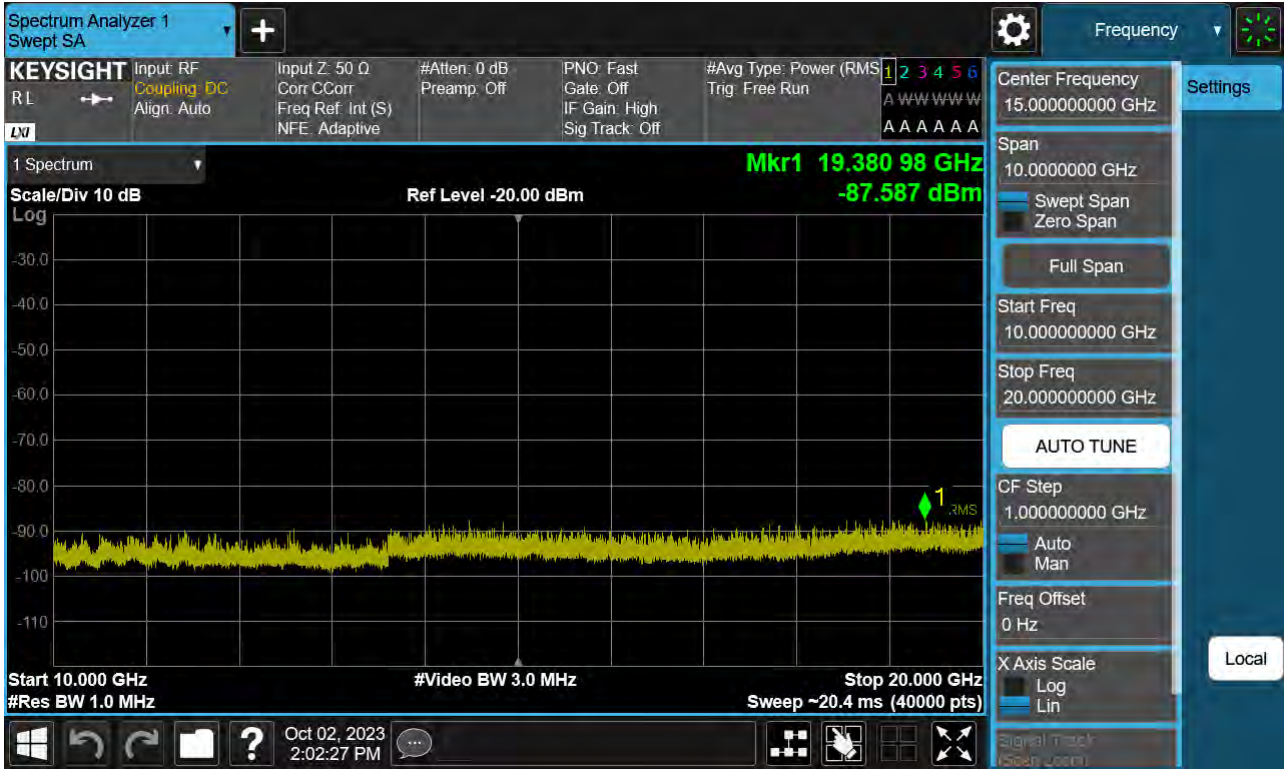 Spectrum Analyzer 1
Swept SA
+
Frequency
KEYSIGHT
RL
LXI
Input: RF
Coupling: DC
Align: Auto
Input Z: 50 Ω
Corr CCorr
Freq Ref: Int (S)
NFE: Adaptive
#Atten: 0 dB
Preamp: Off
PNO: Fast
Gate: Off
IF Gain: High
Sig Track: Off
#Avg Type: Power (RMS
Trig: Free Run
1 2 3 4 5 6
A W W W W W
A A A A A A
1 Spectrum
Scale/Div 10 dB
Log
Ref Level -20.00 dBm
Mkr1 19.380 98 GHz
-87.587 dBm
-30.0
-40.0
-50.0
-60.0
-70.0
-80.0
-90.0
-100
-110
1
RMS
Start 10.000 GHz
#Res BW 1.0 MHz
#Video BW 3.0 MHz
Stop 20.000 GHz
Sweep ~20.4 ms (40000 pts)
Center Frequency
15.000000000 GHz
Span
10.0000000 GHz
Swept Span
Zero Span
Full Span
Start Freq
10.000000000 GHz
Stop Freq
20.000000000 GHz
AUTO TUNE
CF Step
1.000000000 GHz
Auto
Man
Freq Offset
0 Hz
X Axis Scale
Log
Lin
Signal Track
(Span Zoom)
Settings
Local
?
Oct 02, 2023
2:02:27 PM